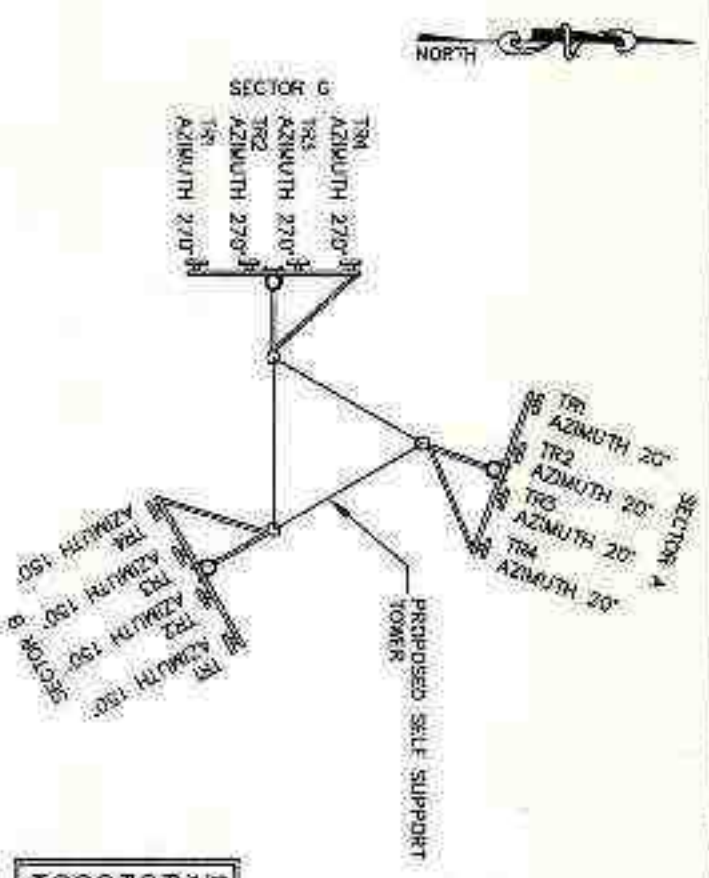 NORTH
SECTOR G
TR4
AZIMUTH 270°
TR3
AZIMUTH 270°
TR2
AZIMUTH 270°
TR1
AZIMUTH 270°
TR1
AZIMUTH 20°
TR2
AZIMUTH 20°
TR3
AZIMUTH 20°
TR4
AZIMUTH 20°
SECTOR A
PROPOSED SELF SUPPORT
TOWER
AZIMUTH 150°
TR4
AZIMUTH 150°
TR3
AZIMUTH 150°
TR2
AZIMUTH 150°
TR1
SECTOR B